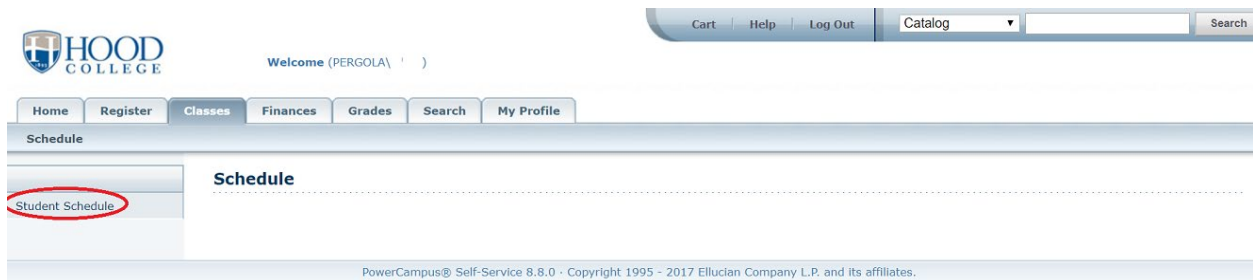 Cart Help Log Out Catalog Search
HOOD
COLLEGE
Welcome (PERGOLA\ ' )
Home Register Classes Finances Grades Search My Profile
Schedule
Schedule
Student Schedule
PowerCampus® Self-Service 8.8.0 · Copyright 1995 - 2017 Ellucian Company L.P. and its affiliates.